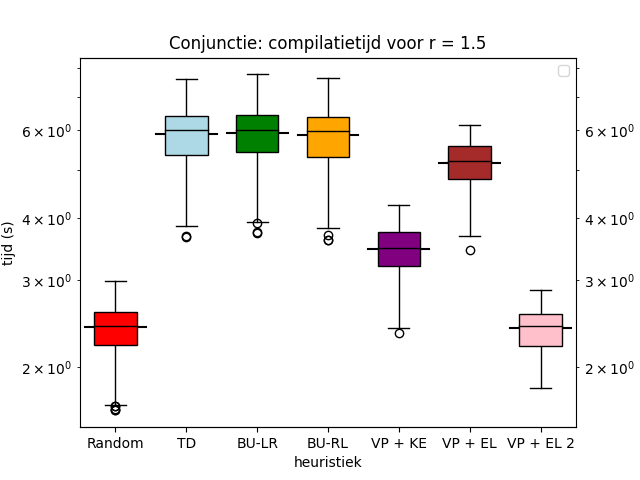 Conjunctie: compilatietijd voor r = 1.5
6 × 10⁰
4 × 10⁰
3 × 10⁰
2 × 10⁰
tijd (s)
6 × 10⁰
4 × 10⁰
3 × 10⁰
2 × 10⁰
Random TD BU-LR BU-RL VP + KE VP + EL VP + EL 2
heuristiek